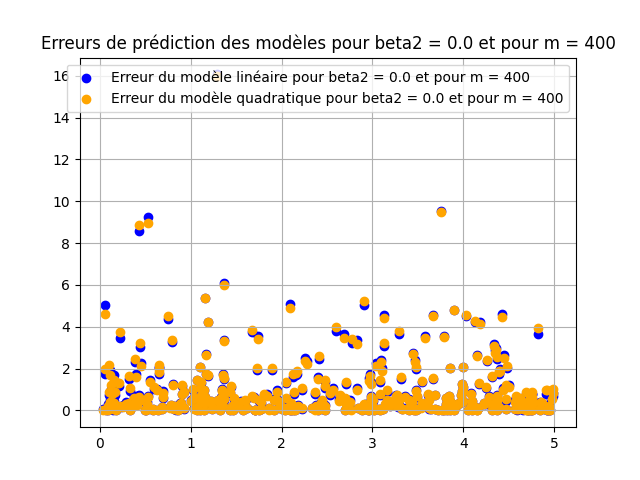 Erreurs de prédiction des modèles pour beta2 = 0.0 et pour m = 400
Erreur du modèle linéaire pour beta2 = 0.0 et pour m = 400
Erreur du modèle quadratique pour beta2 = 0.0 et pour m = 400
16
14
12
10
8
6
4
2
0
0 1 2 3 4 5